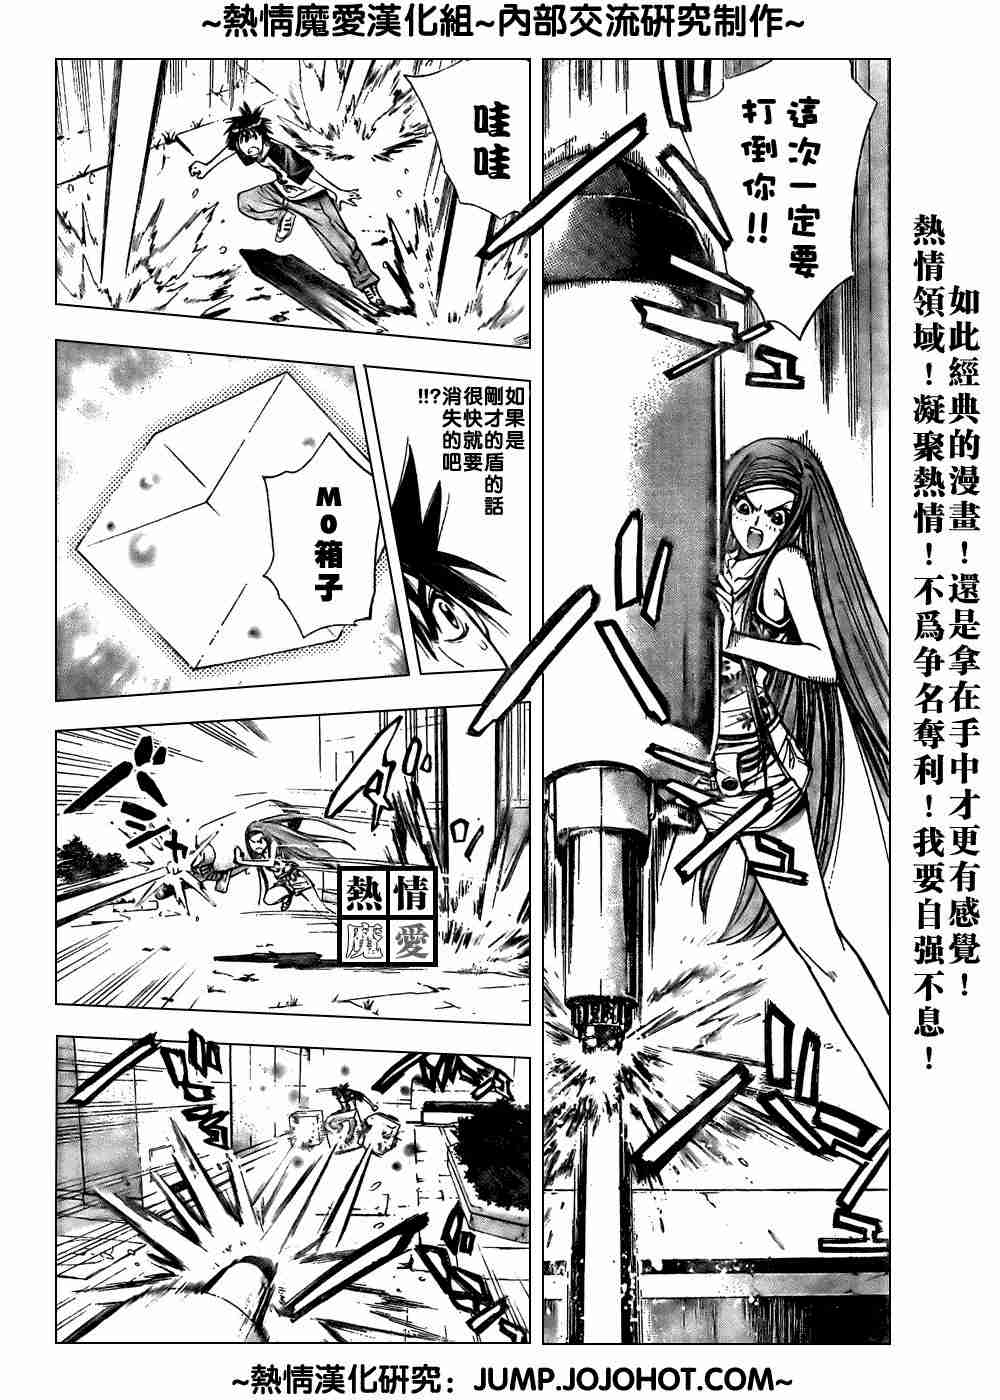 ~熱情魔愛漢化組~內部交流研究制作~
這次一定要
打倒你!!
哇哇
如果是
剛才的盾的話
很快就要
消失的吧
!!?
M0箱子
熱情
魔愛
如此經典的漫畫！還是拿在手中才更有感覺！
熱情領域！凝聚熱情！不爲争名奪利！我要自强不息！
~熱情漢化研究：JUMP.JOJOHOT.COM~